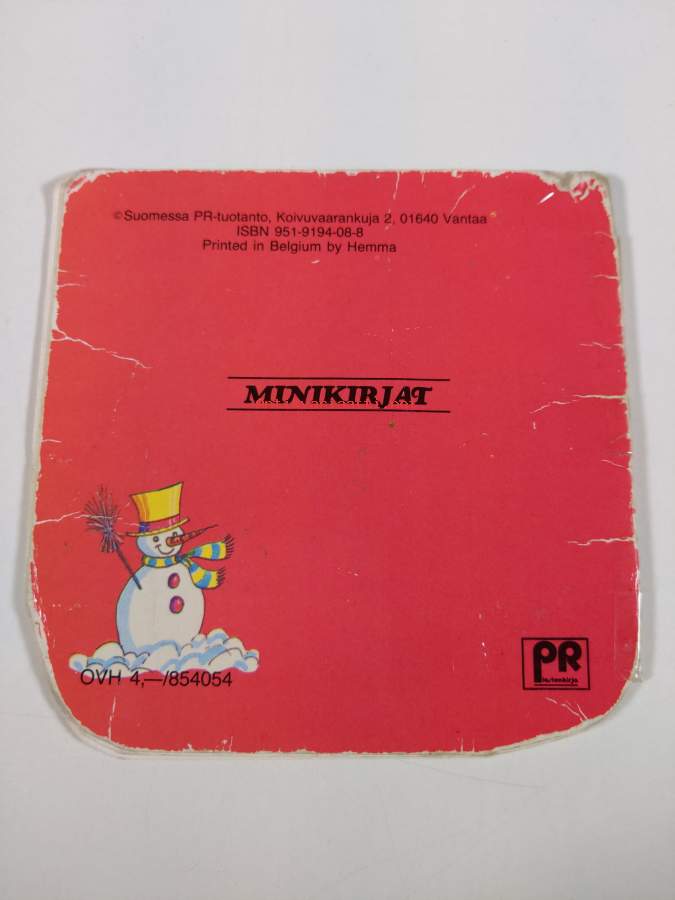 ©Suomessa PR-tuotanto, Koivuvaarankuja 2, 01640 Vantaa
ISBN 951-9194-08-8
Printed in Belgium by Hemma
MINIKIRJAT
OVH 4,—/854054
PR
lastenkirja